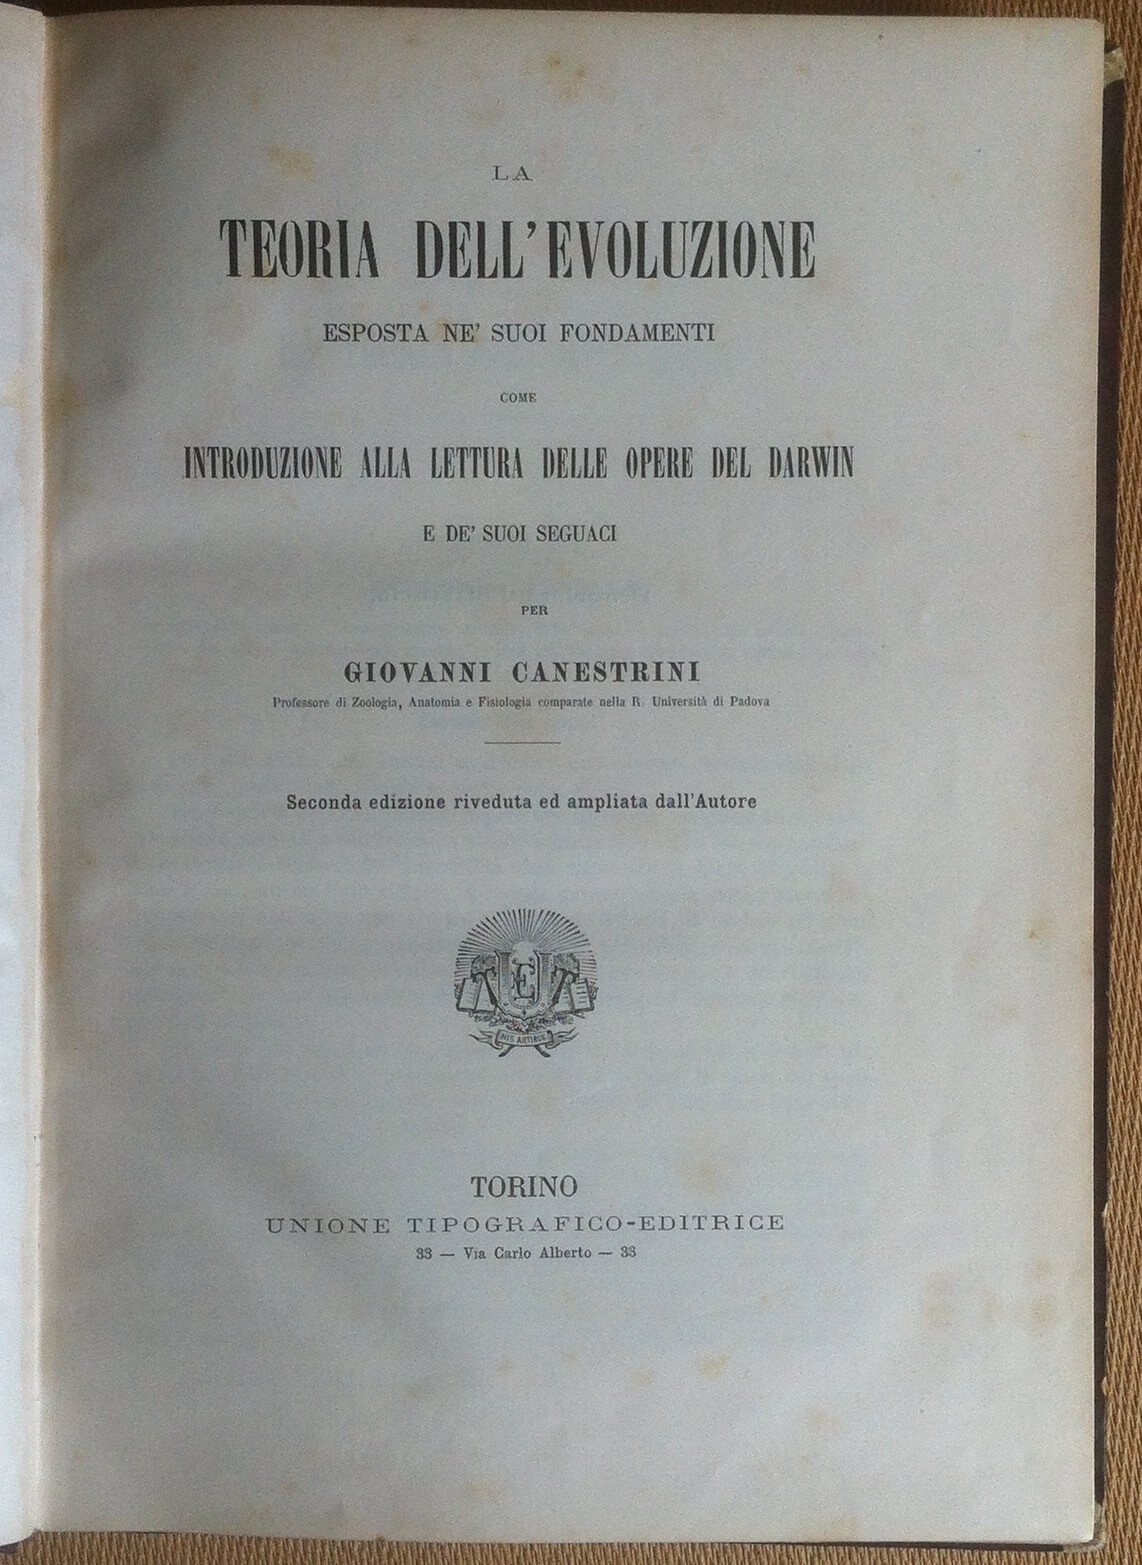 LA
TEORIA DELL'EVOLUZIONE
ESPOSTA NE' SUOI FONDAMENTI
COME
INTRODUZIONE ALLA LETTURA DELLE OPERE DEL DARWIN
E DE' SUOI SEGUACI
PER
GIOVANNI CANESTRINI
Professore di Zoologia, Anatomia e Fisiologia comparate nella R. Università di Padova
Seconda edizione riveduta ed ampliata dall'Autore
HIS ARTIBUS
TORINO
UNIONE TIPOGRAFICO-EDITRICE
33 — Via Carlo Alberto — 33